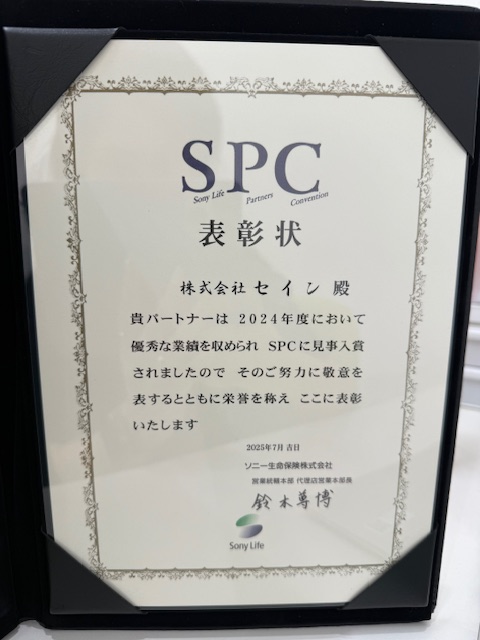 SPC
Sony Life Partners Convention
表彰状
株式会社 セイン 殿
貴パートナーは 2024年度において
優秀な業績を収められ SPCに見事入賞
されましたので そのご努力に敬意を
表するとともに栄誉を称え ここに表彰
いたします
2025年7月 吉日
ソニー生命保険株式会社
営業統轄本部 代理店営業本部長
鈴木尊博
Sony Life